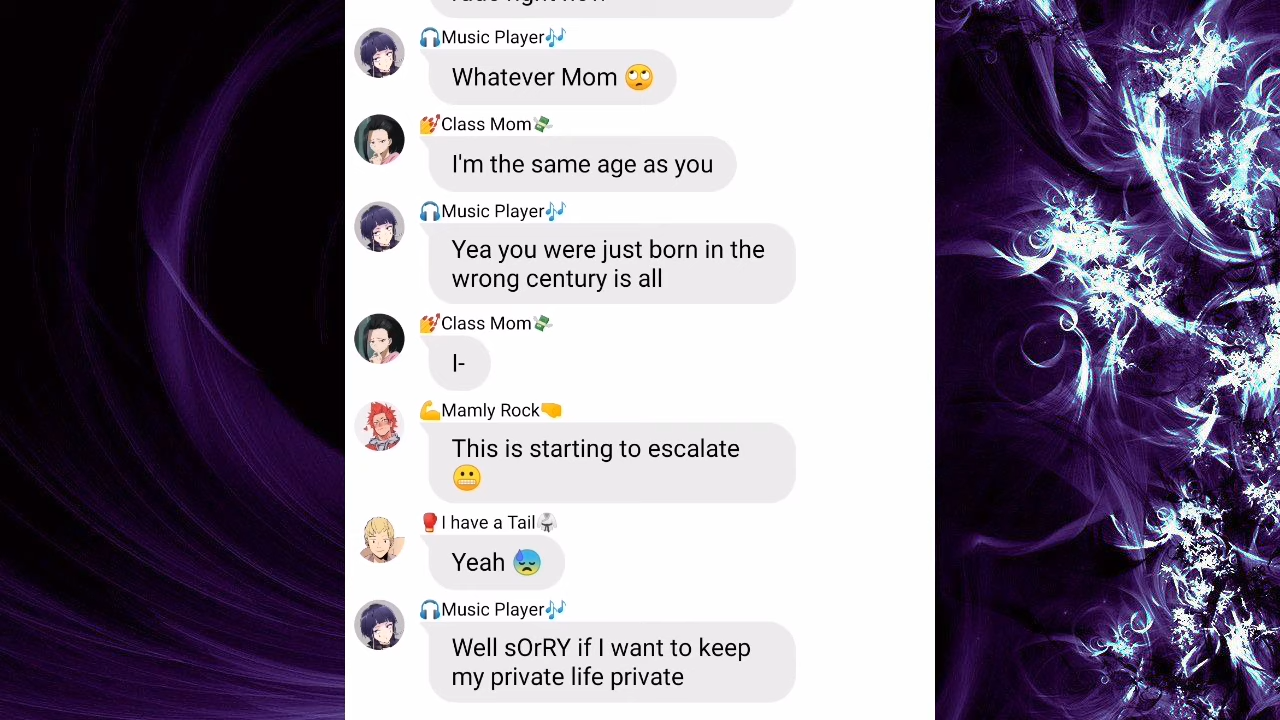 🎧Music Player🎶
Whatever Mom 🙄
💅Class Mom💸
I'm the same age as you
🎧Music Player🎶
Yea you were just born in the
wrong century is all
💅Class Mom💸
I-
💪Mamly Rock🤜
This is starting to escalate
😬
🥊I have a Tail🥋
Yeah 😓
🎧Music Player🎶
Well sOrRY if I want to keep
my private life private